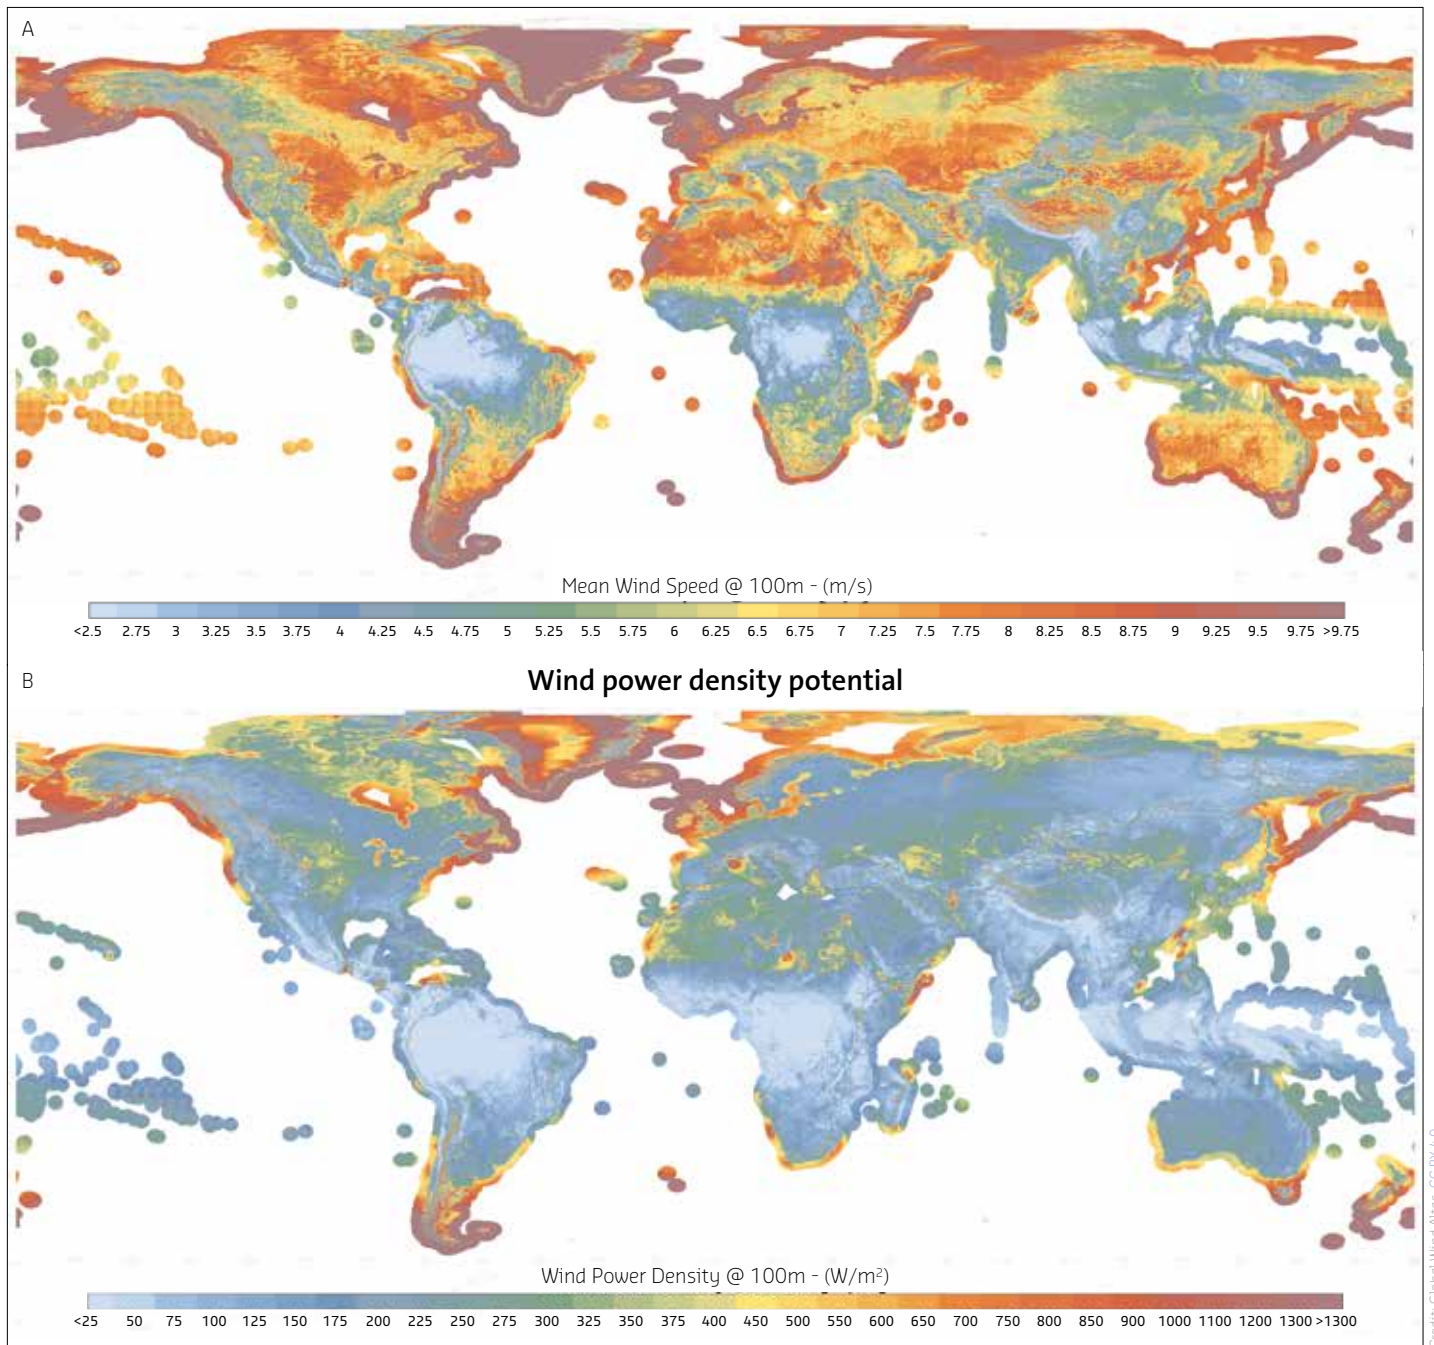 A
Mean Wind Speed @ 100m - (m/s)
<2.5 2.75 3 3.25 3.5 3.75 4 4.25 4.5 4.75 5 5.25 5.5 5.75 6 6.25 6.5 6.75 7 7.25 7.5 7.75 8 8.25 8.5 8.75 9 9.25 9.5 9.75 >9.75
B
Wind power density potential
Wind Power Density @ 100m - (W/m²)
<25 50 75 100 125 150 175 200 225 250 275 300 325 350 375 400 450 500 550 600 650 700 750 800 850 900 1000 1100 1200 1300 >1300